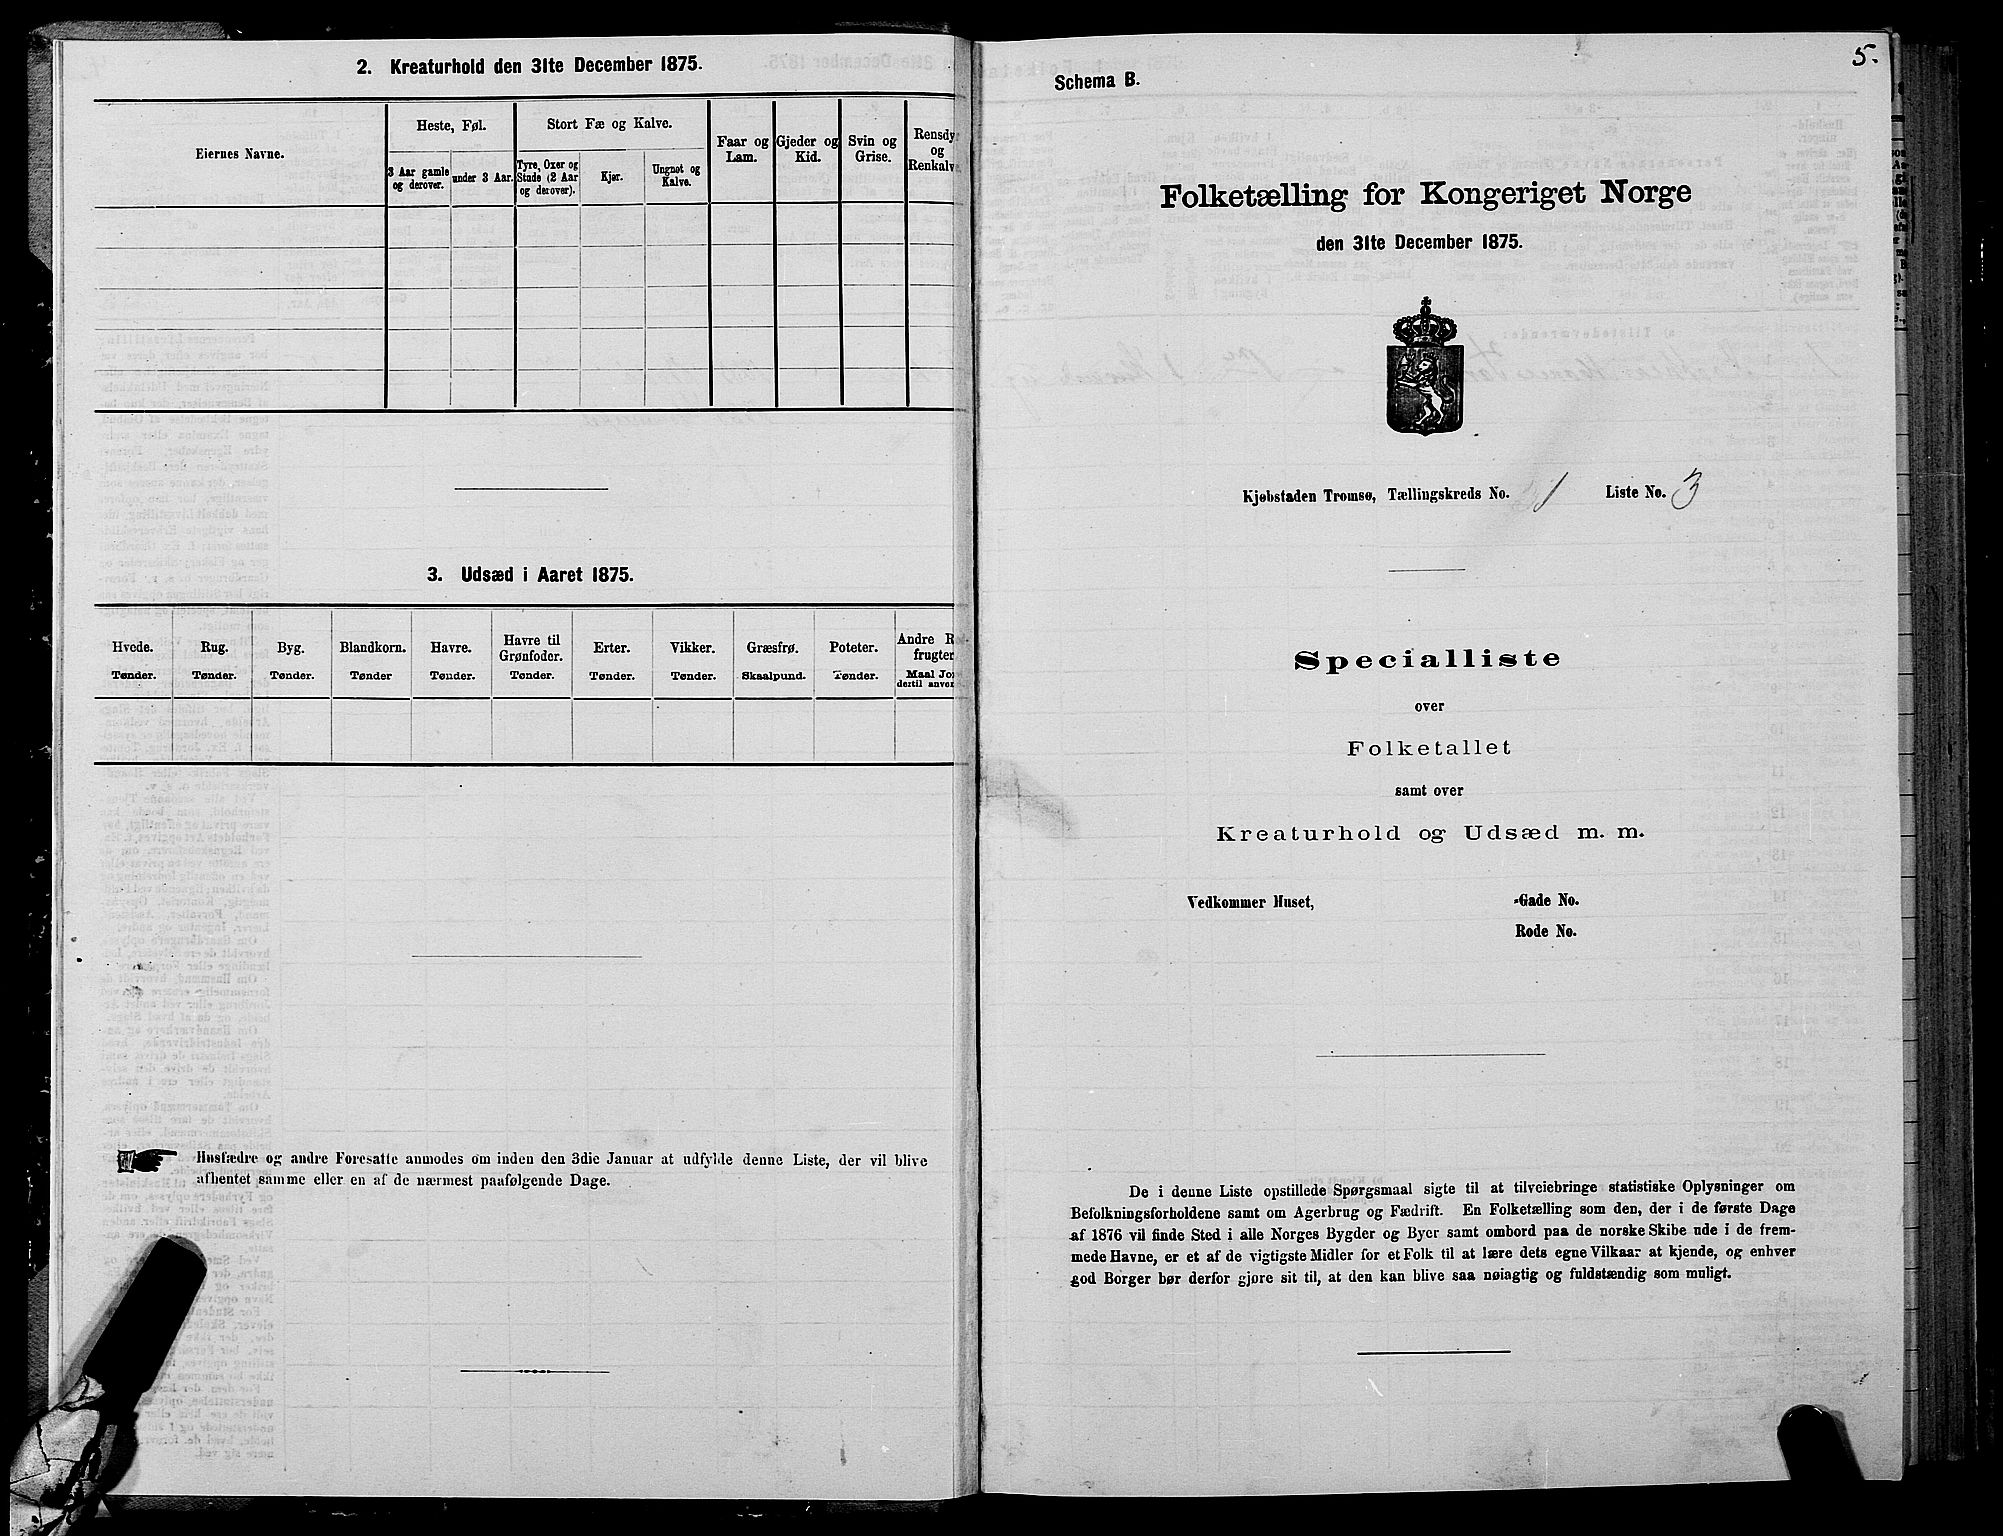 2. Kreaturhold den 31te December 1875.
Eiernes Navne.
Heste, Føl.
Stort Fæ og Kalve.
Faar og Lam.
Gjeder og Kid.
Svin og Grise.
Rensdy
og
Renkalv
3 Aar gamle og derover.
under 3 Aar.
Tyre, Oxer og Stude (2 Aar og derover).
Kjør.
Ungnøt og Kalve.
3. Udsæd i Aaret 1875.
Hvede.
Rug.
Byg.
Blandkorn.
Havre.
Havre til Grønfoder.
Erter.
Vikker.
Græsfrø.
Poteter.
Andre R
frugter
Tønder.
Tønder.
Tønder.
Tønder
Tønder.
Tønder.
Tønder.
Tønder.
Skaalpund.
Tønder.
Maal Jo
dertil anven
Husfædre og andre Foresatte anmodes om inden den 3die Januar at udfylde denne Liste, der vil blive
afhentet samme eller en af de nærmest paafølgende Dage.
5.
Schema B.
Folketælling for Kongeriget Norge
den 31te December 1875.
Kjøbstaden Tromsø, Tællingskreds No. 1 Liste No. 3
Specialliste
over
Folketallet
samt over
Kreaturhold og Udsæd m. m.
Vedkommer Huset, -Gade No.
Rode No.
De i denne Liste opstillede Spørgsmaal sigte til at tilveiebringe statistiske Oplysninger om
Befolkningsforholdene samt om Agerbrug og Fædrift. En Folketælling som den, der i de første Dage
af 1876 vil finde Sted i alle Norges Bygder og Byer samt ombord paa de norske Skibe ude i de frem-
mede Havne, er et af de vigtigste Midler for et Folk til at lære dets egne Vilkaar at kjende, og enhver
god Borger bør derfor gjøre sit til, at den kan blive saa nøiagtig og fuldstændig som muligt.